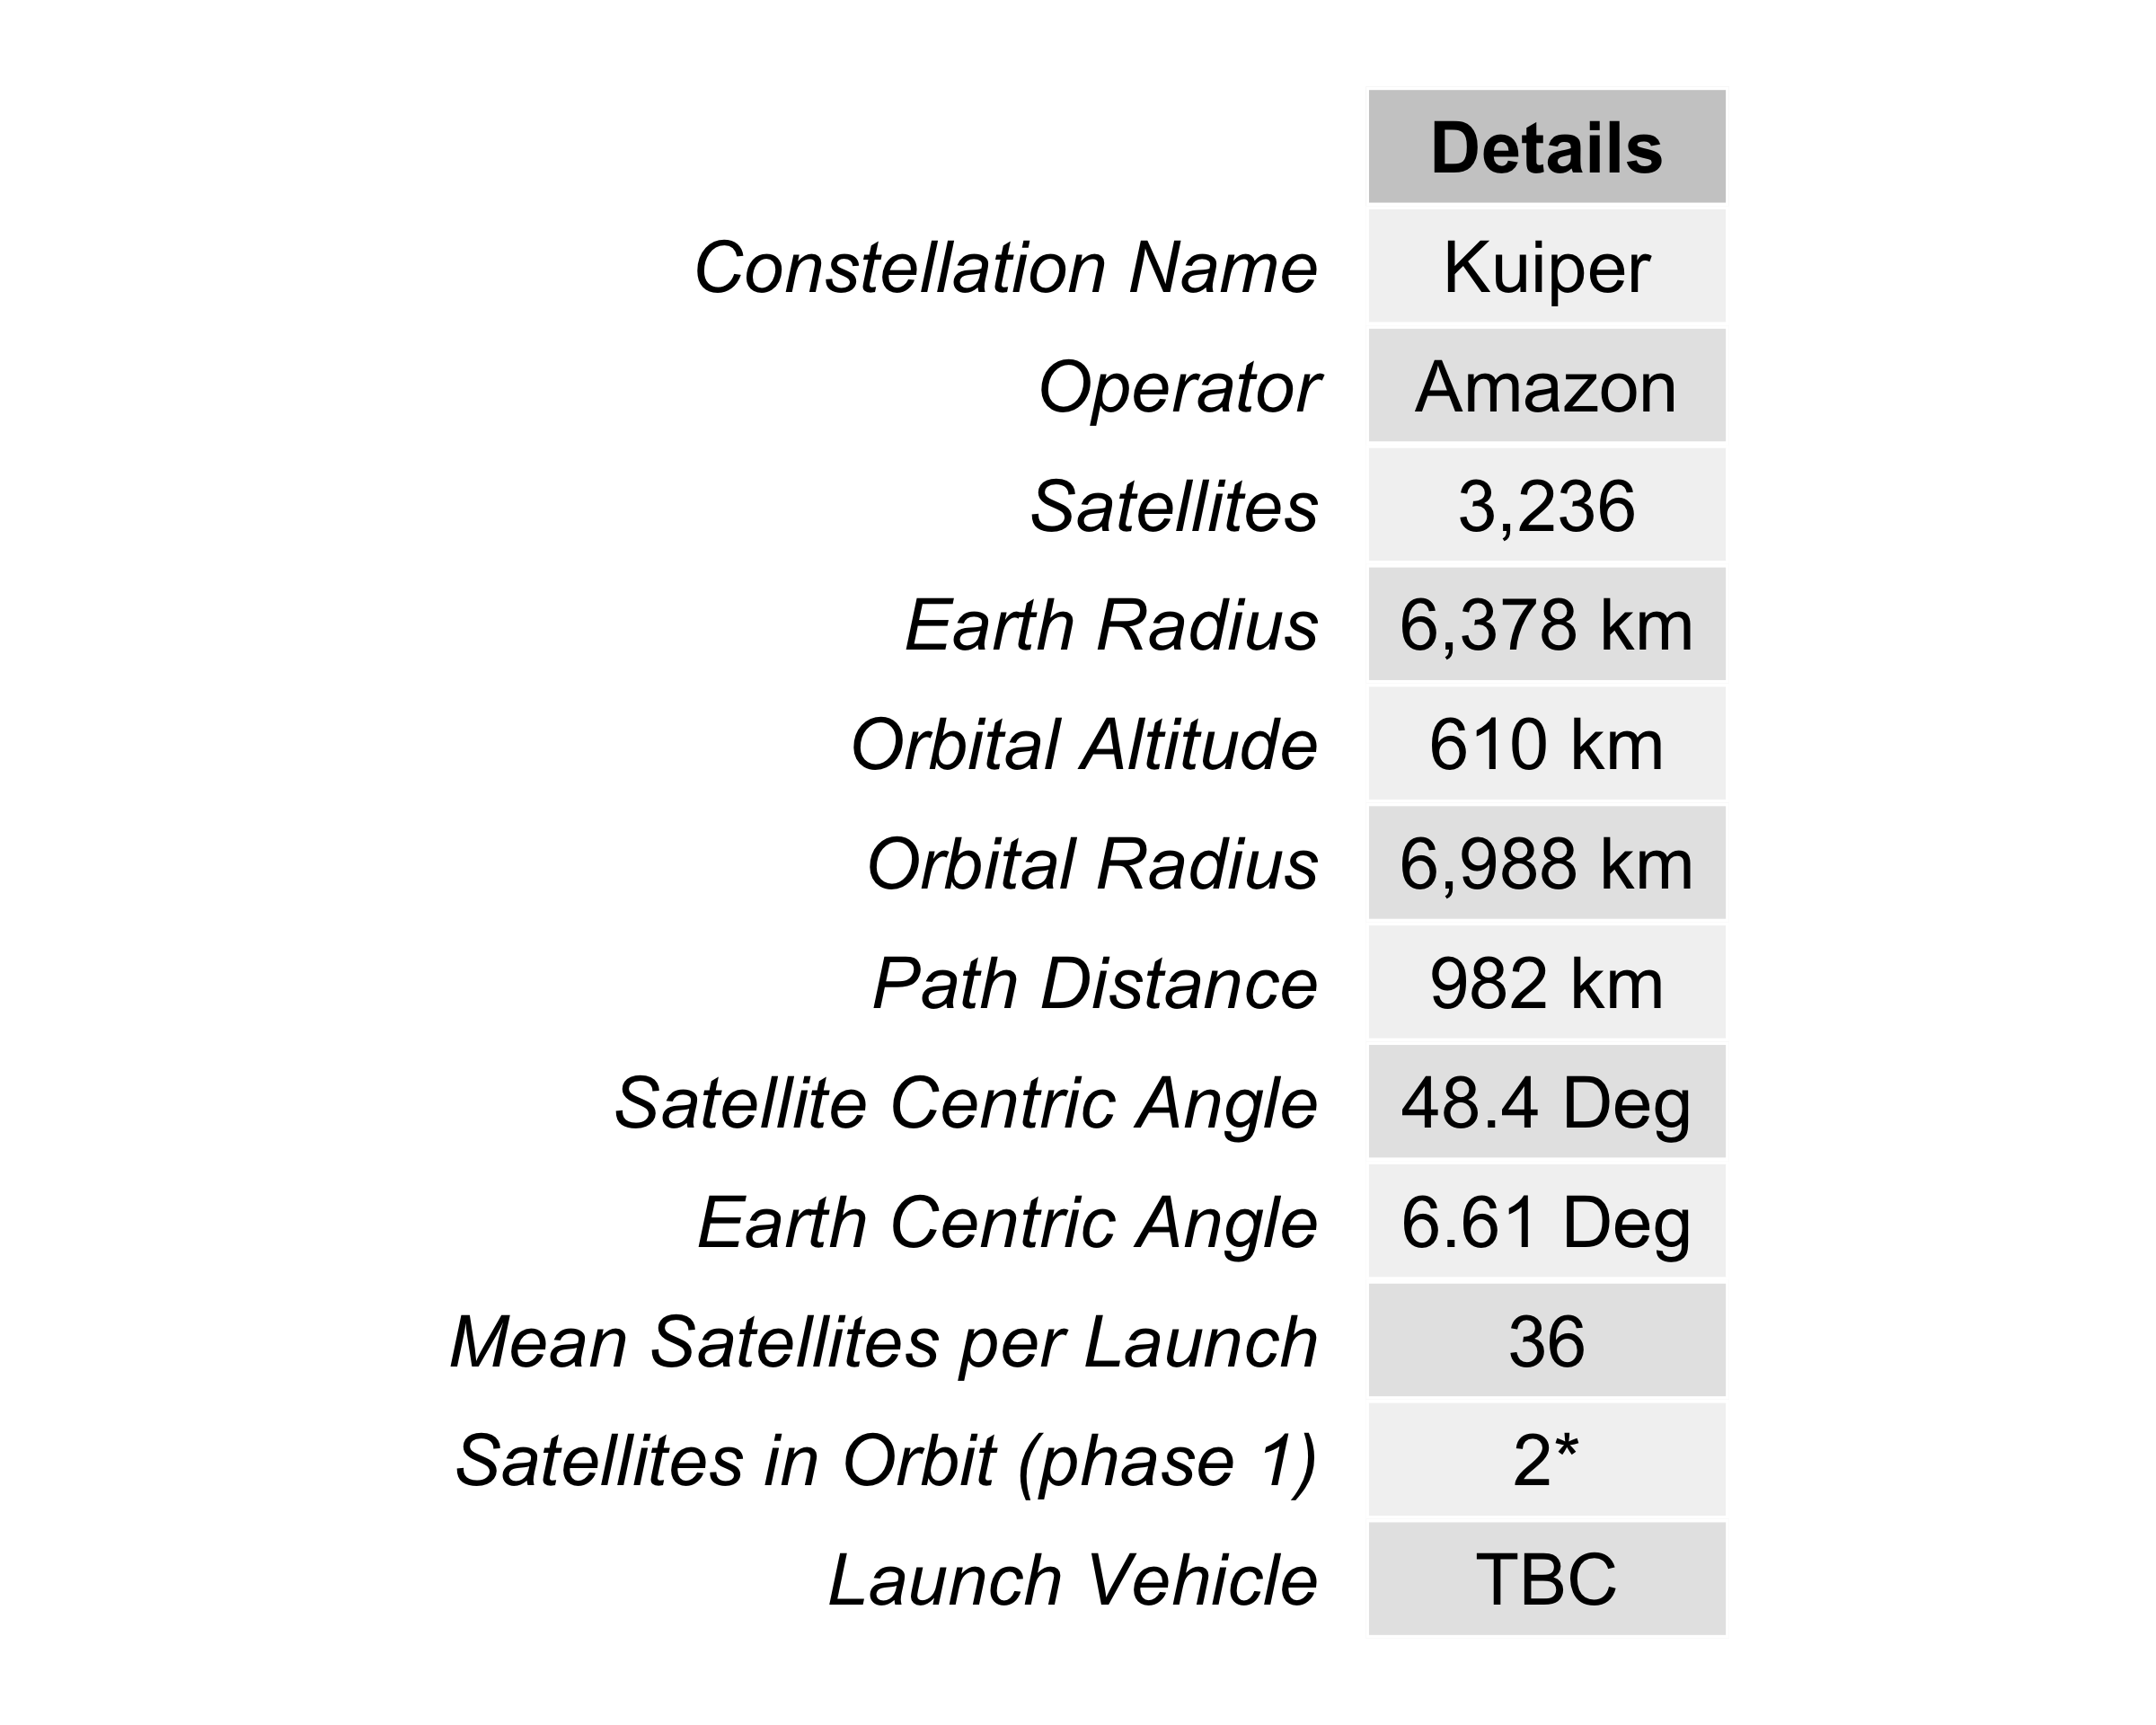 Details
Constellation Name Kuiper
Operator Amazon
Satellites 3,236
Earth Radius 6,378 km
Orbital Altitude 610 km
Orbital Radius 6,988 km
Path Distance 982 km
Satellite Centric Angle 48.4 Deg
Earth Centric Angle 6.61 Deg
Mean Satellites per Launch 36
Satellites in Orbit (phase 1) 2*
Launch Vehicle TBC